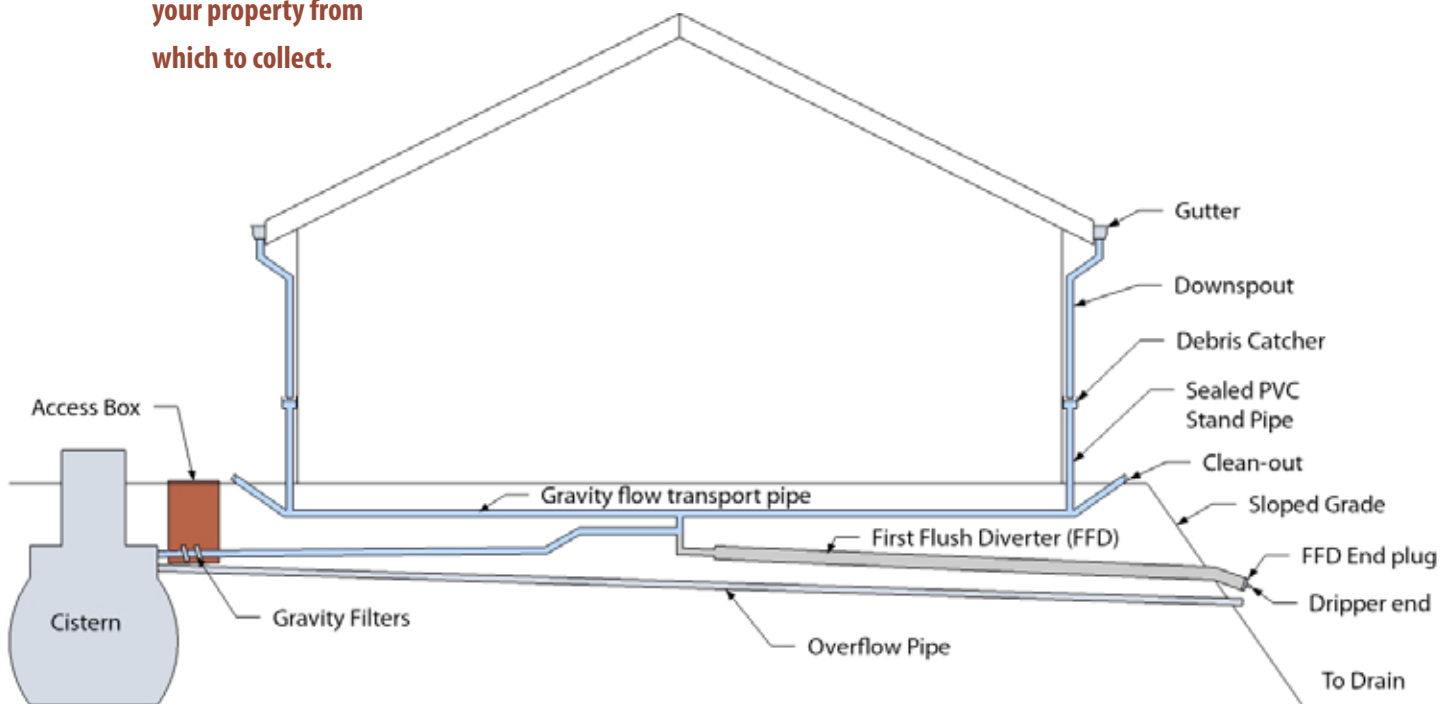 your property from
which to collect.
Gutter
Downspout
Debris Catcher
Sealed PVC
Stand Pipe
Access Box
Clean-out
Gravity flow transport pipe
Sloped Grade
First Flush Diverter (FFD)
FFD End plug
Dripper end
Cistern
Gravity Filters
Overflow Pipe
To Drain